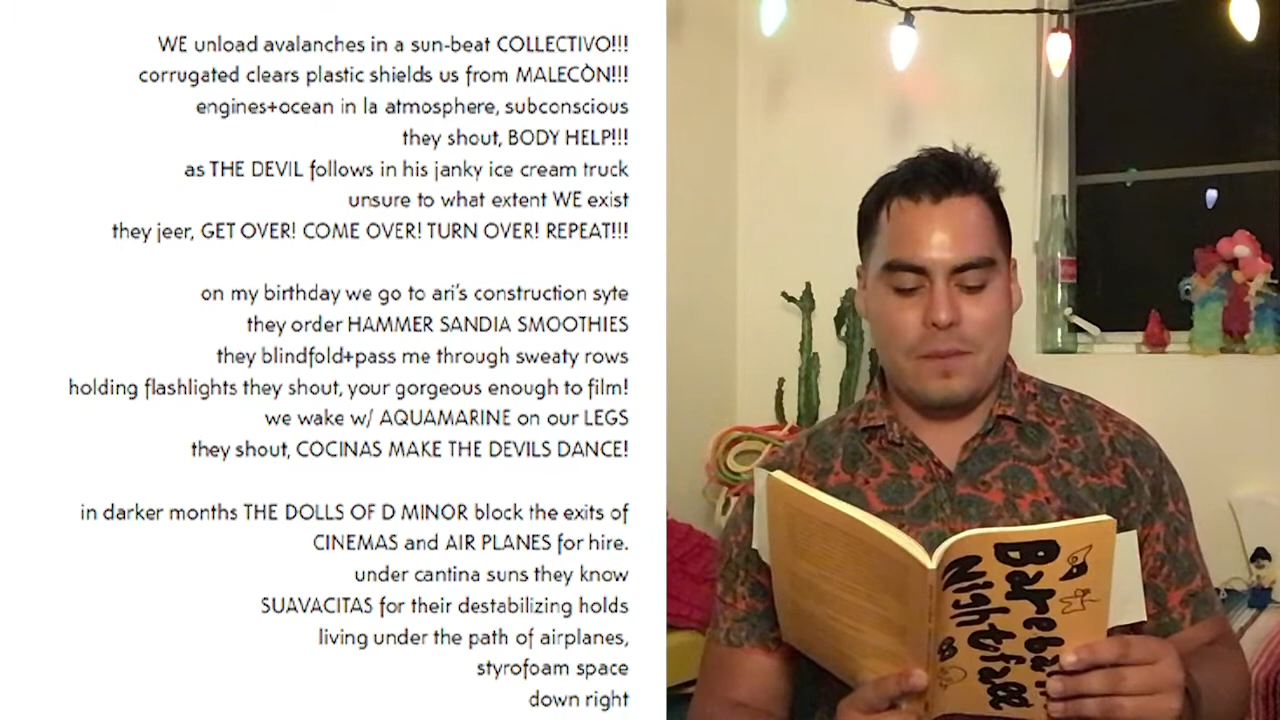 WE unload avalanches in a sun-beat COLLECTIVO!!!
corrugated clears plastic shields us from MALECÒN!!!
engines+ocean in la atmosphere, subconscious
they shout, BODY HELP!!!
as THE DEVIL follows in his janky ice cream truck
unsure to what extent WE exist
they jeer, GET OVER! COME OVER! TURN OVER! REPEAT!!!
on my birthday we go to ari's construction syte
they order HAMMER SANDIA SMOOTHIES
they blindfold+pass me through sweaty rows
holding flashlights they shout, your gorgeous enough to film!
we wake w/ AQUAMARINE on our LEGS
they shout, COCINAS MAKE THE DEVILS DANCE!
in darker months THE DOLLS OF D MINOR block the exits of
CINEMAS and AIR PLANES for hire.
under cantina suns they know
SUAVACITAS for their destabilizing holds
living under the path of airplanes,
styrofoam space
down right
Nightfall